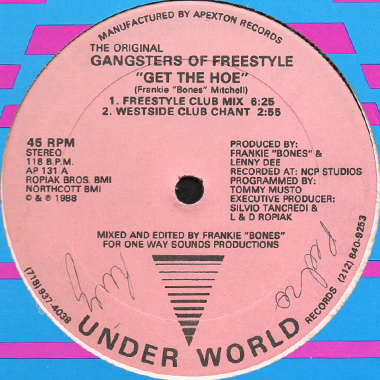 MANUFACTURED BY APEXTON RECORDS
THE ORIGINAL
GANGSTERS OF FREESTYLE
"GET THE HOE"
(Frankie "Bones" Mitchell)
1. FREESTYLE CLUB MIX 6:25
2. WESTSIDE CLUB CHANT 2:55
45 RPM
STEREO
118 B.P.M.
AP 131 A
ROPIAK BROS. BMI
NORTHCOTT BMI
© & ℗ 1988
PRODUCED BY:
FRANKIE "BONES" &
LENNY DEE
RECORDED AT: NCP STUDIOS
PROGRAMMED BY:
TOMMY MUSTO
EXECUTIVE PRODUCER:
SILVIO TANCREDI &
L & D ROPIAK
MIXED AND EDITED BY FRANKIE "BONES"
FOR ONE WAY SOUNDS PRODUCTIONS
(718) 837-4038
UNDER WORLD
RECORDS (212) 840-9253
Pedro